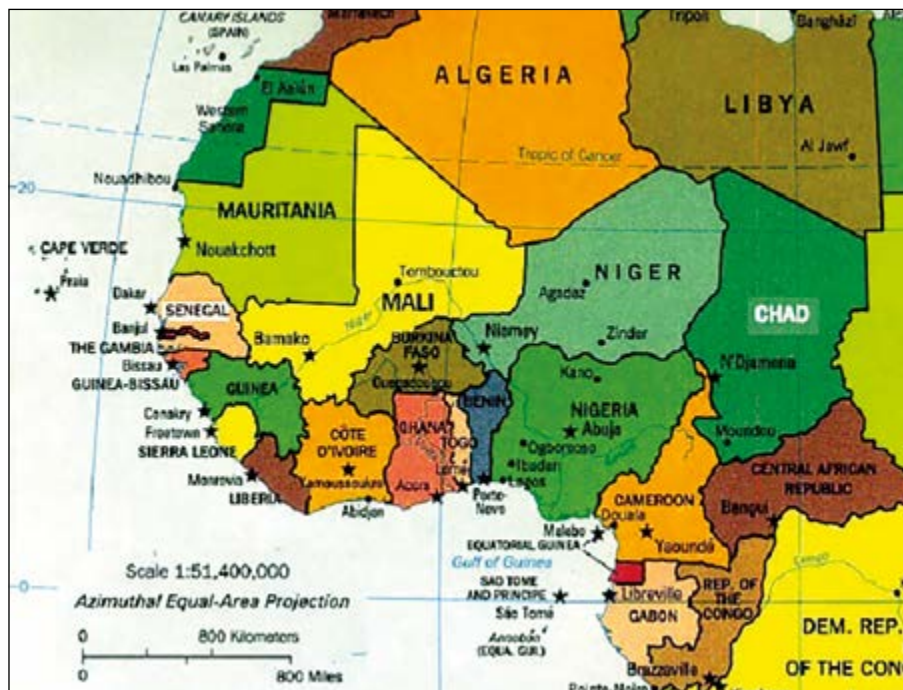 CANARY ISLANDS
(SPAIN)
Las Palmas
Tripoli
Banghāzī
ALGERIA
LIBYA
El Aaiún
Western
Sahara
Al Jawf
Tropic of Cancer
Nouadhibou
20
MAURITANIA
Nouakchott
CAPE VERDE
Praia
Tombouctou
NIGER
Agadez
Dakar
SENEGAL
MALI
CHAD
Banjul
Niger
Niamey
Zinder
THE GAMBIA
Bamako
BURKINA
FASO
N'Djamena
Bissau
GUINEA-BISSAU
Ouagadougou
Kano
GUINEA
BENIN
NIGERIA
Abuja
Conakry
Freetown
GHANA
TOGO
Moundou
SIERRA LEONE
CÔTE
D'IVOIRE
Ogbomoso
Ibadan
CENTRAL AFRICAN
REPUBLIC
Monrovia
LIBERIA
Yamoussoukro
Lomé
Lagos
Accra
Porto-
Novo
CAMEROON
Bangui
Abidjan
Douala
Malabo
Yaoundé
EQUATORIAL GUINEA
Gulf of Guinea
Congo
Scale 1:51,400,000
SAO TOME
AND PRINCIPE
Libreville
REP. OF
THE
CONGO
Azimuthal Equal-Area Projection
0
São Tomé
GABON
DEM. REP.
0 800 Kilometers
Annobón
(EQUA. GUI.)
OF THE CON
0 800 Miles
Brazzaville